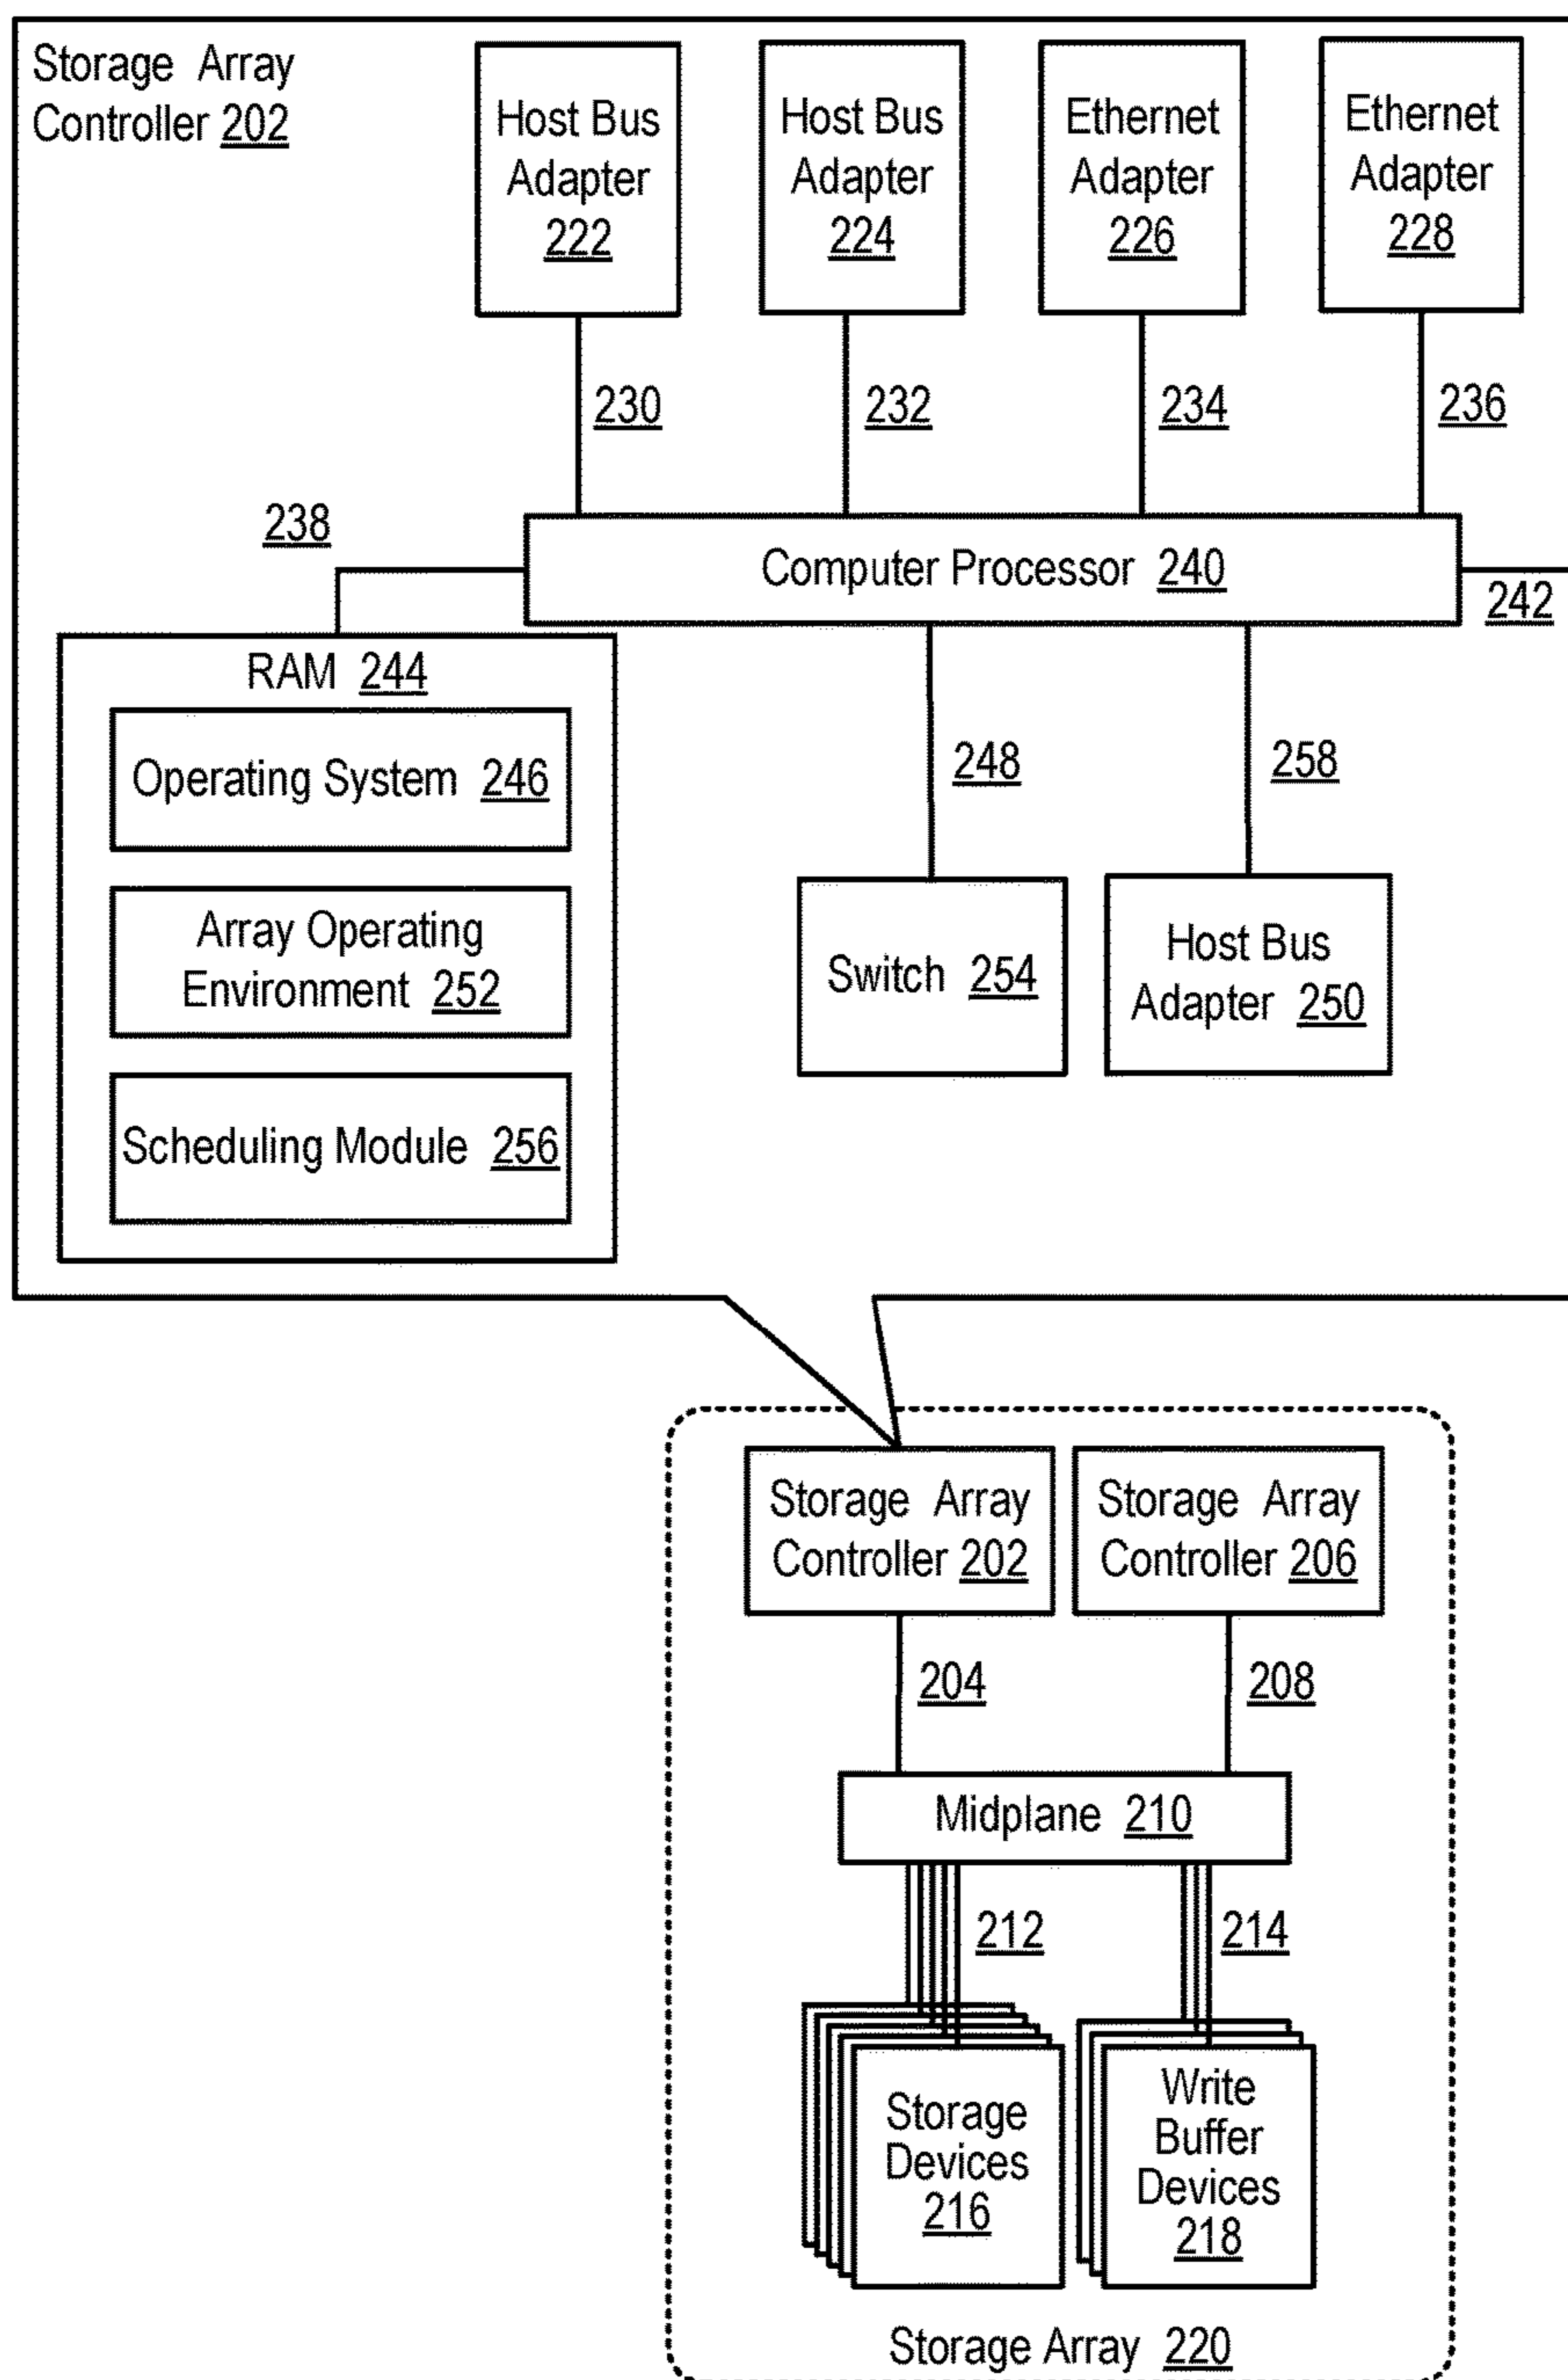 Storage Array
Controller 202
Host Bus
Adapter
222
Host Bus
Adapter
224
Ethernet
Adapter
226
Ethernet
Adapter
228
230
232
234
236
238
Computer Processor 240
242
RAM 244
Operating System 246
Array Operating
Environment 252
Scheduling Module 256
248
258
Switch 254
Host Bus
Adapter 250
Storage Array
Controller 202
Storage Array
Controller 206
204
208
Midplane 210
212
214
Storage
Devices
216
Write
Buffer
Devices
218
Storage Array 220